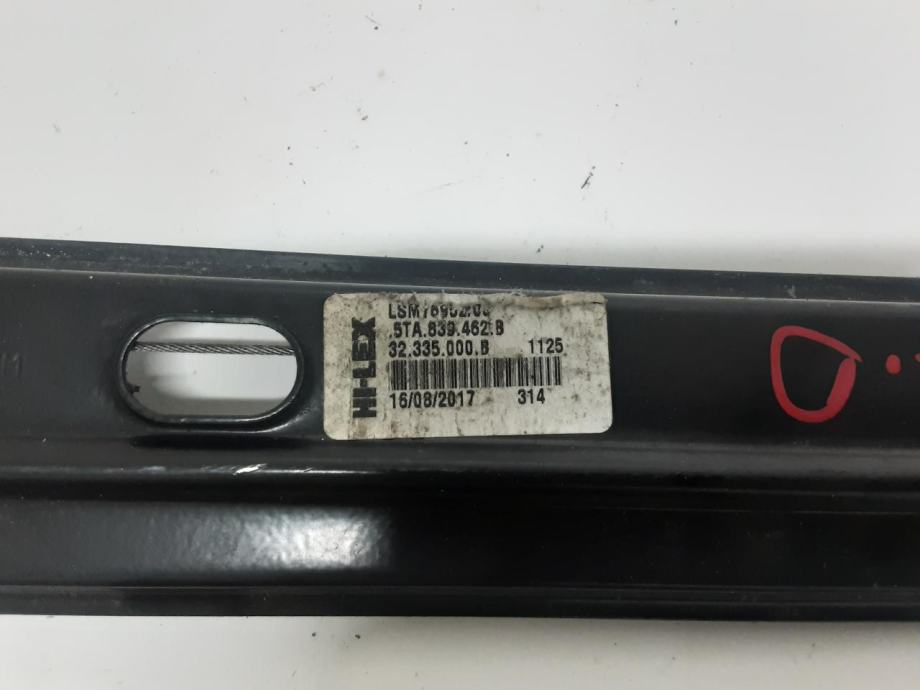 HI-LEX
.5TA.839.462.B
32.335.000.B 1125
16/08/2017 314